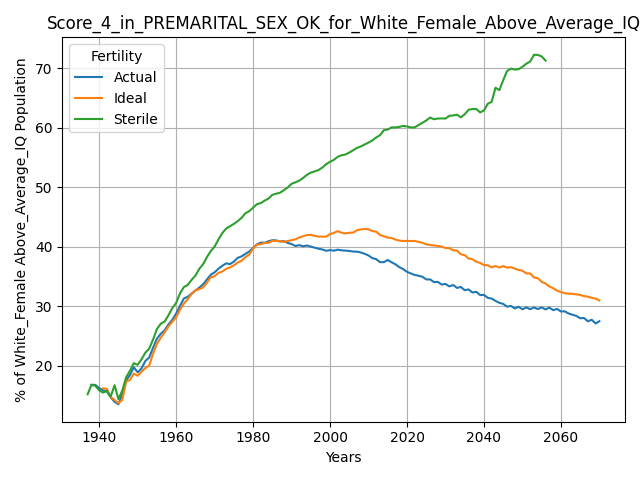 Score_4_in_PREMARITAL_SEX_OK_for_White_Female_Above_Average_IQ
Fertility
Actual
Ideal
Sterile
% of White_Female Above_Average_IQ Population
70
60
50
40
30
20
1940 1960 1980 2000 2020 2040 2060
Years